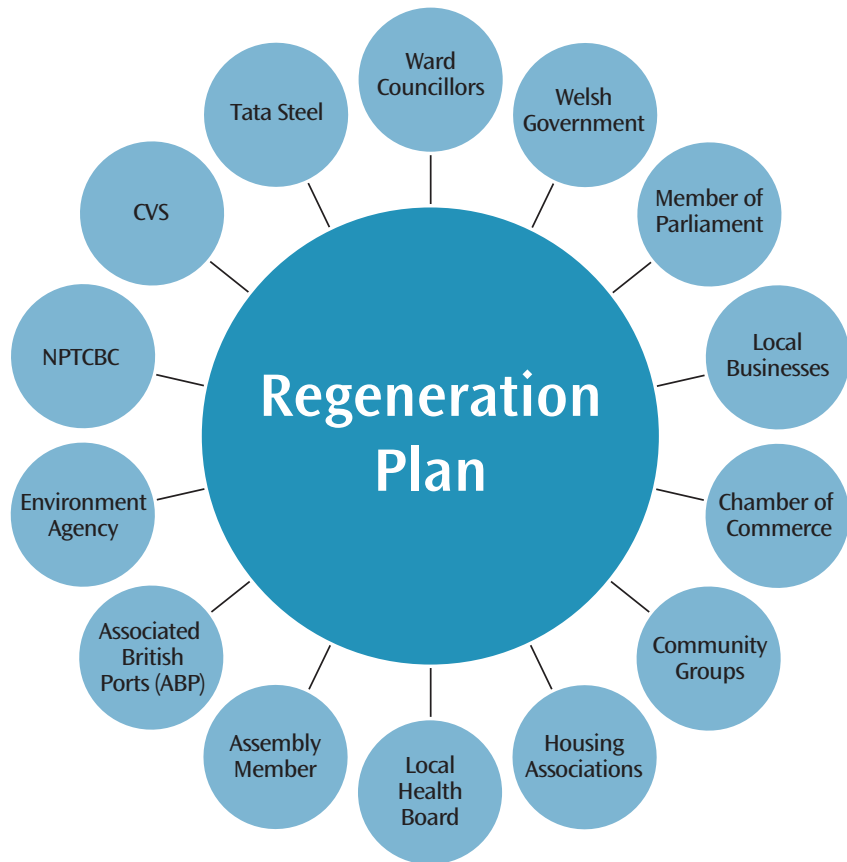 Ward
Councillors
Welsh
Government
Member of
Parliament
Local
Businesses
Chamber of
Commerce
Community
Groups
Housing
Associations
Local
Health
Board
Assembly
Member
Associated
British
Ports (ABP)
Environment
Agency
NPTCBC
CVS
Tata Steel
Regeneration
Plan